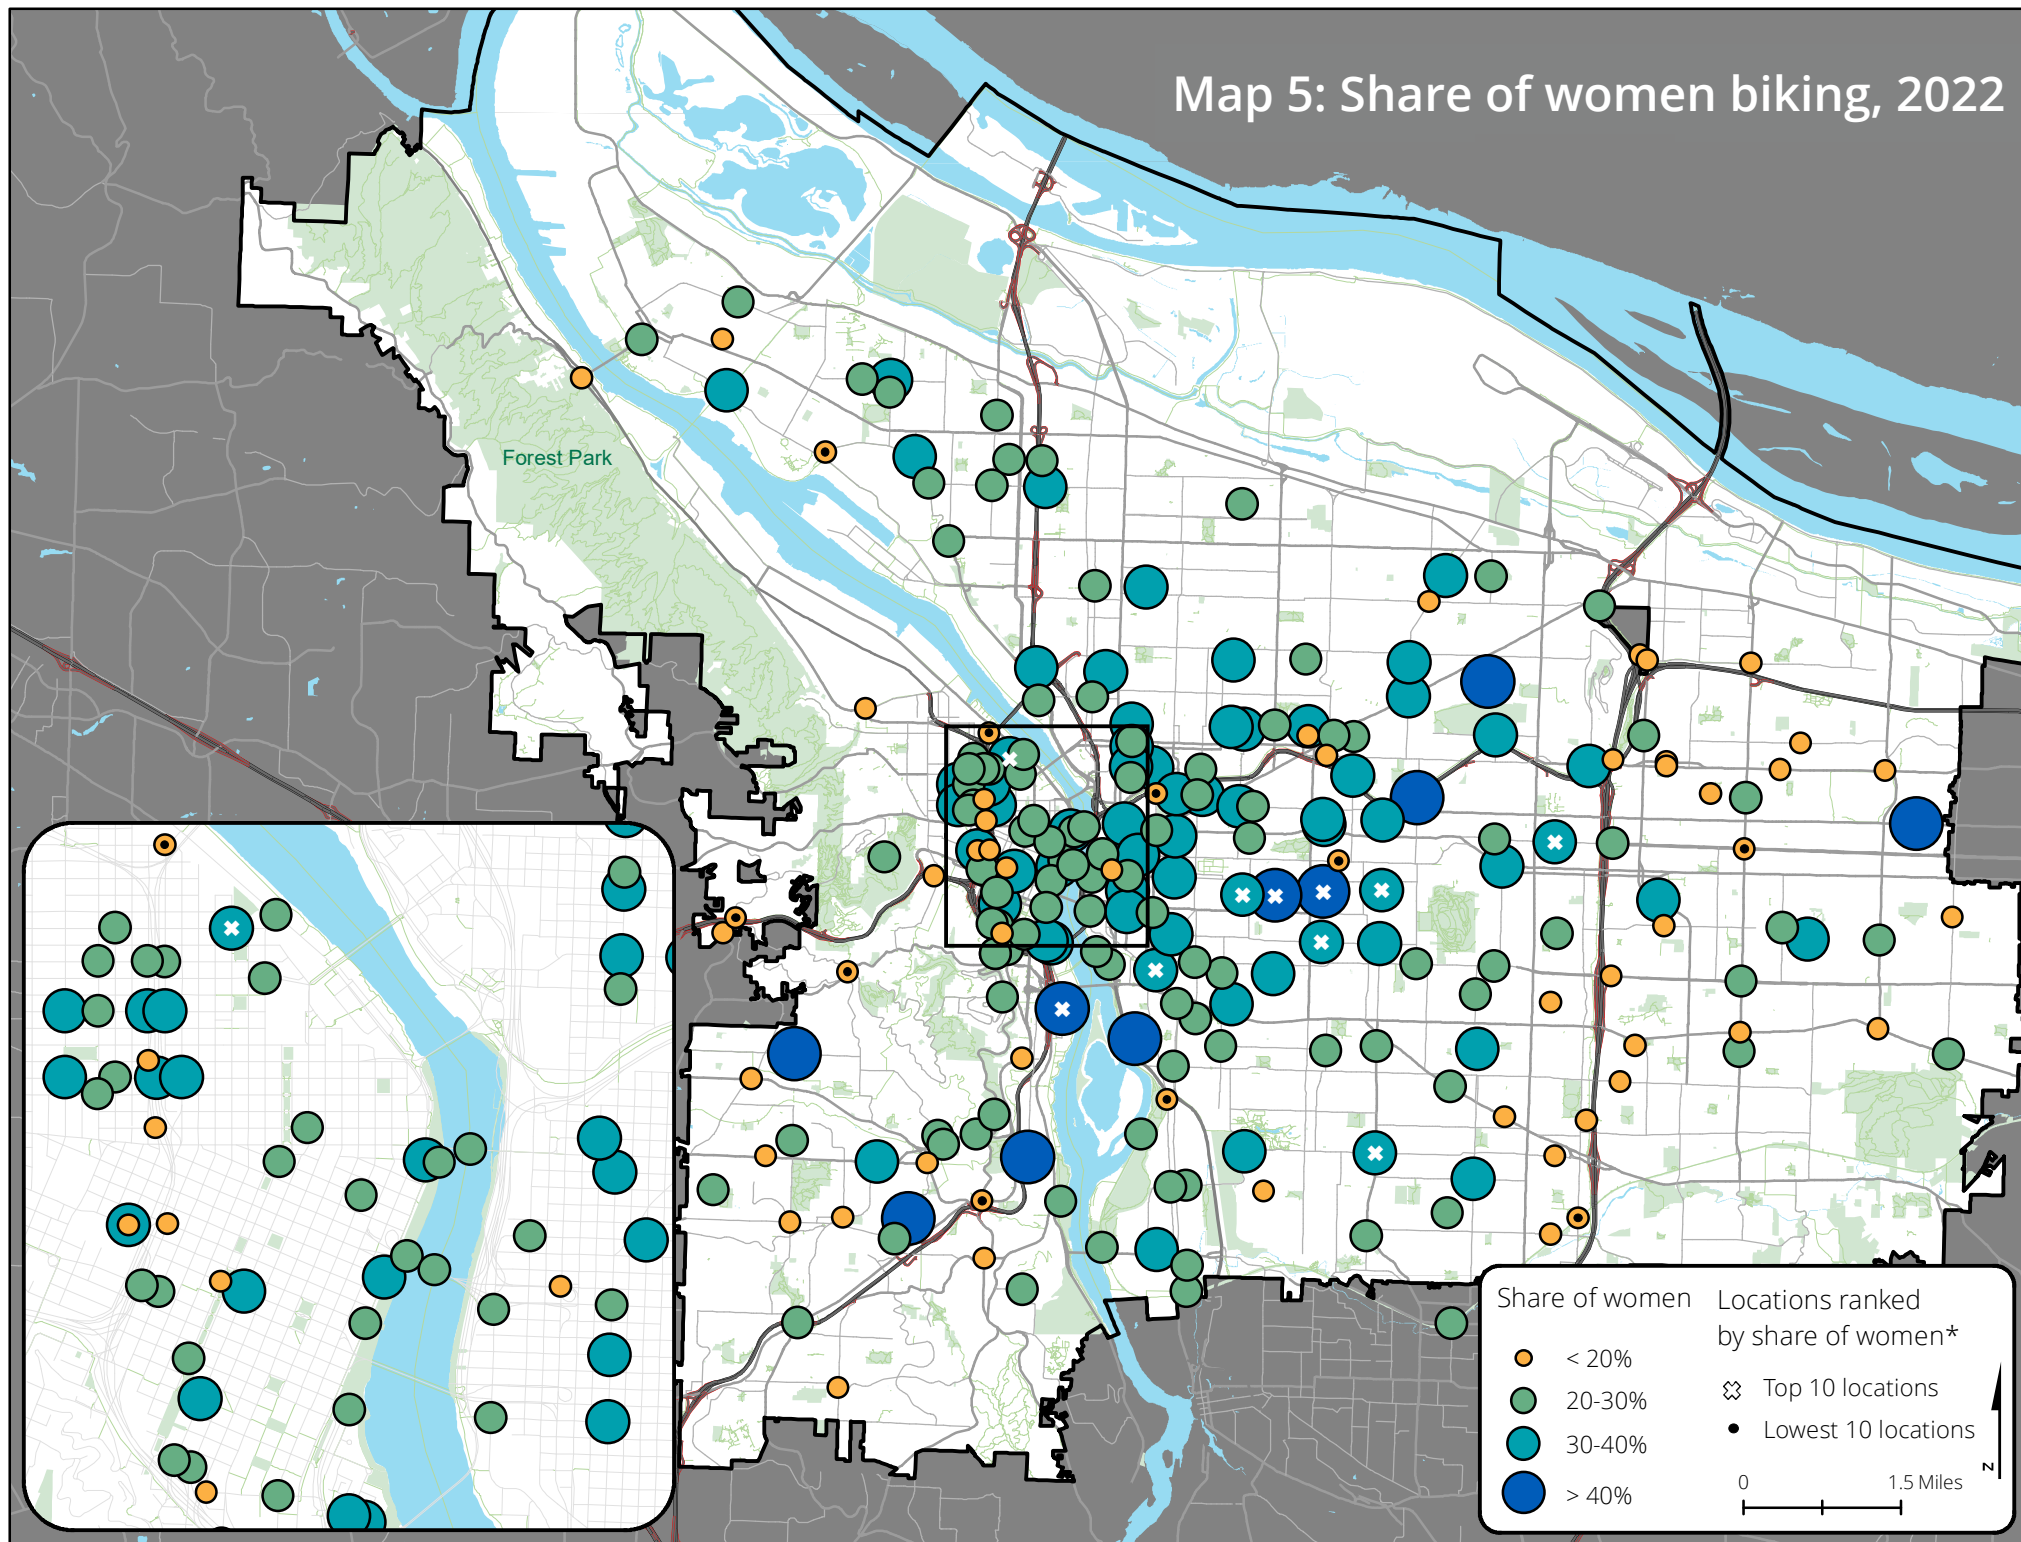 Map 5: Share of women biking, 2022
Forest Park
Share of women
< 20%
20-30%
30-40%
> 40%
Locations ranked
by share of women*
Top 10 locations
Lowest 10 locations
0 1.5 Miles
N